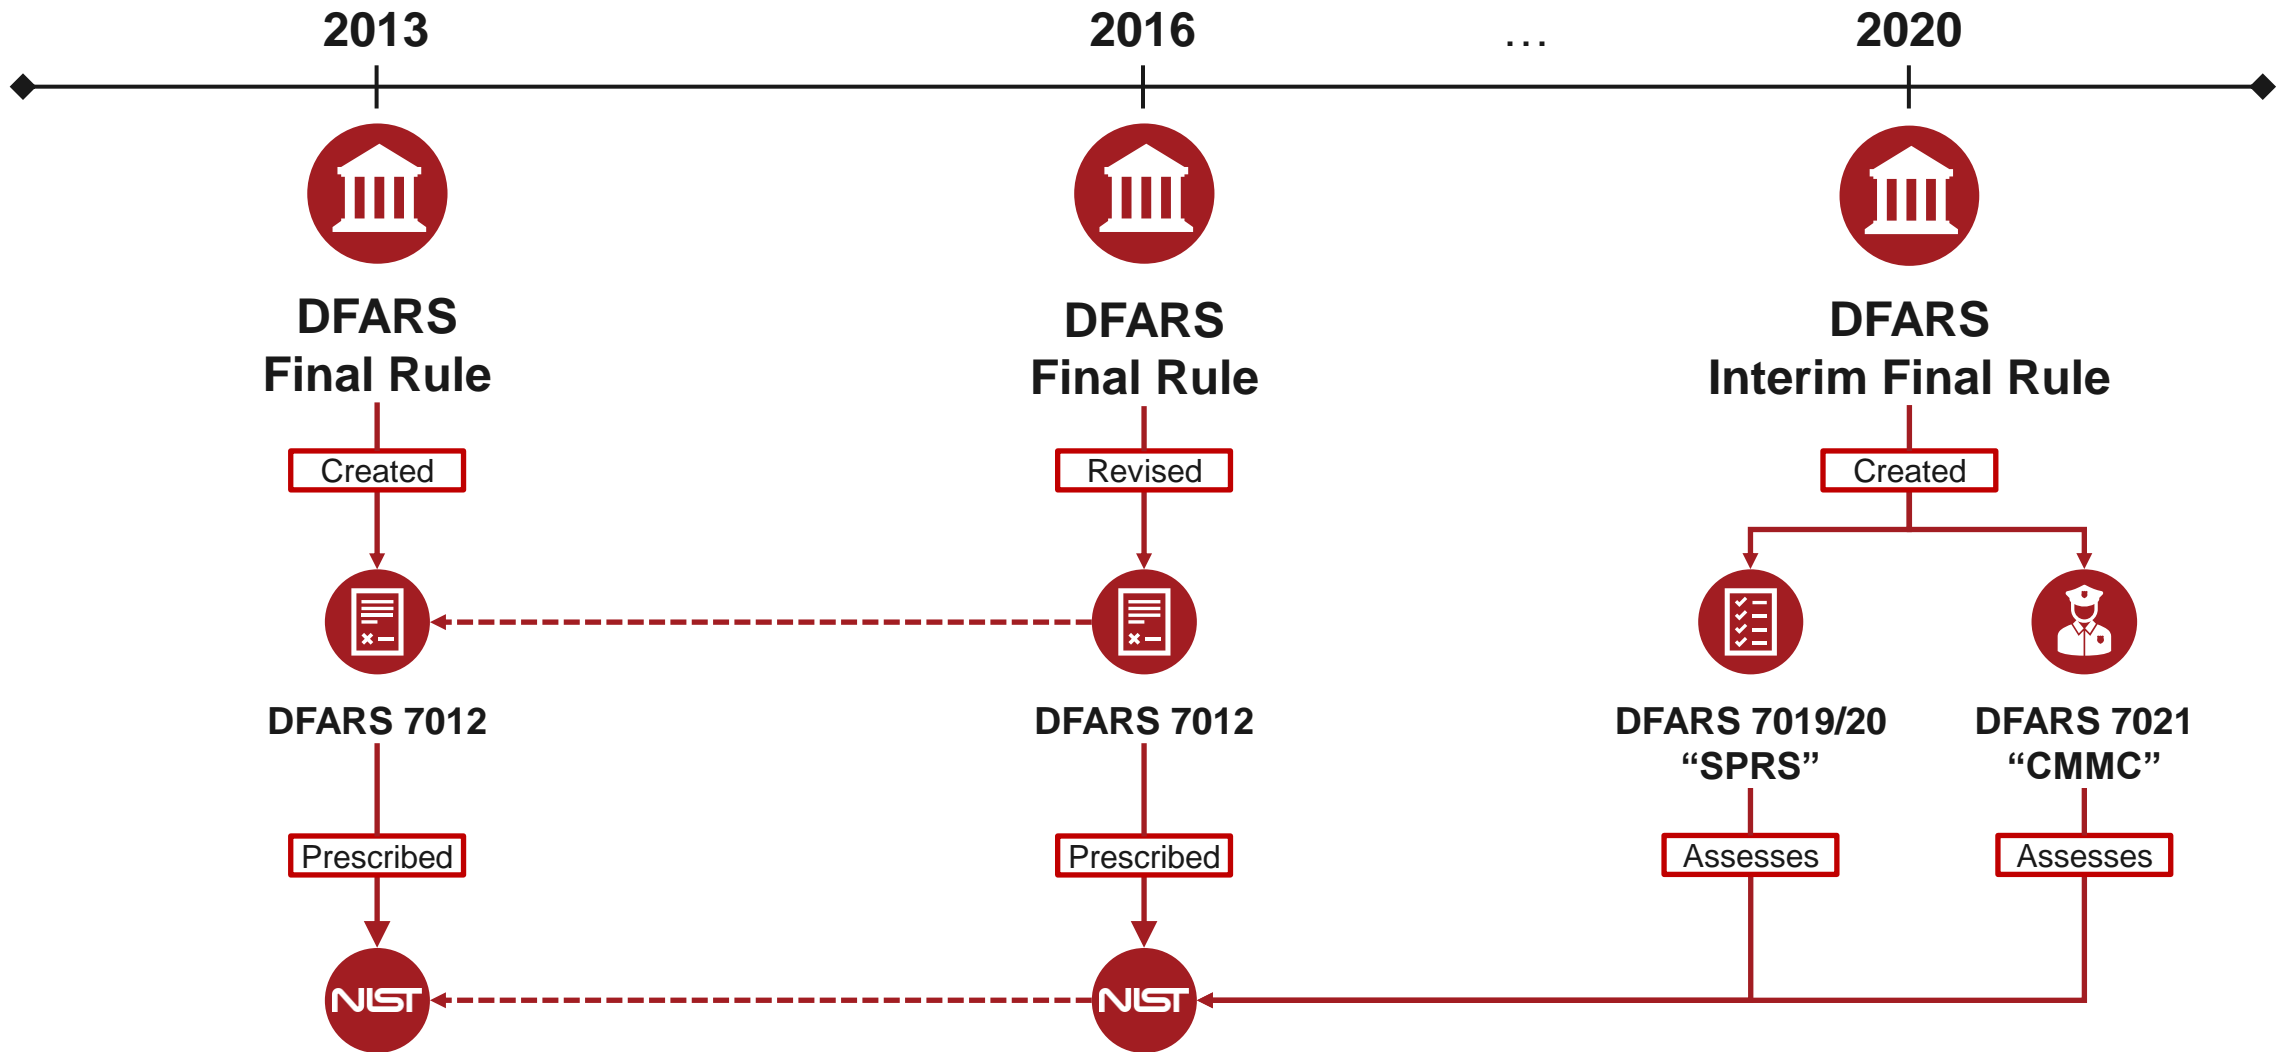 2013
2016
...
2020
DFARS
Final Rule
DFARS
Final Rule
DFARS
Interim Final Rule
Created
Revised
Created
DFARS 7012
DFARS 7012
DFARS 7019/20
“SPRS”
DFARS 7021
“CMMC”
Prescribed
Prescribed
Assesses
Assesses
NIST
NIST